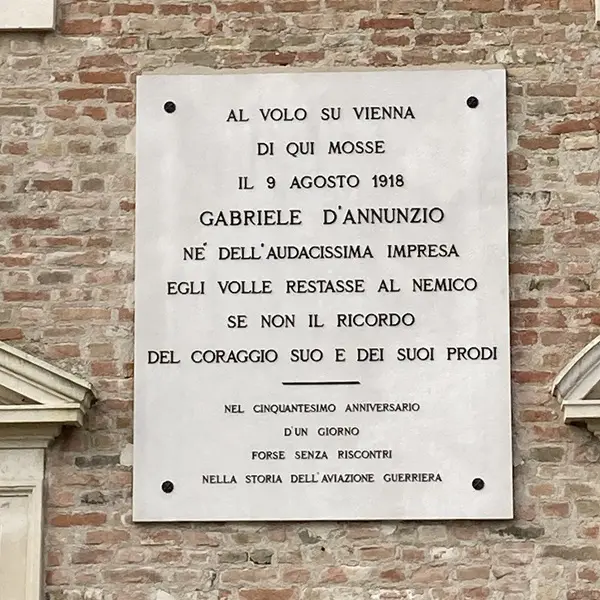 AL VOLO SU VIENNA
DI QUI MOSSE
IL 9 AGOSTO 1918
GABRIELE D'ANNUNZIO
NE' DELL'AUDACISSIMA IMPRESA
EGLI VOLLE RESTASSE AL NEMICO
SE NON IL RICORDO
DEL CORAGGIO SUO E DEI SUOI PRODI
NEL CINQUANTESIMO ANNIVERSARIO
D'UN GIORNO
FORSE SENZA RISCONTRI
NELLA STORIA DELL'AVIAZIONE GUERRIERA